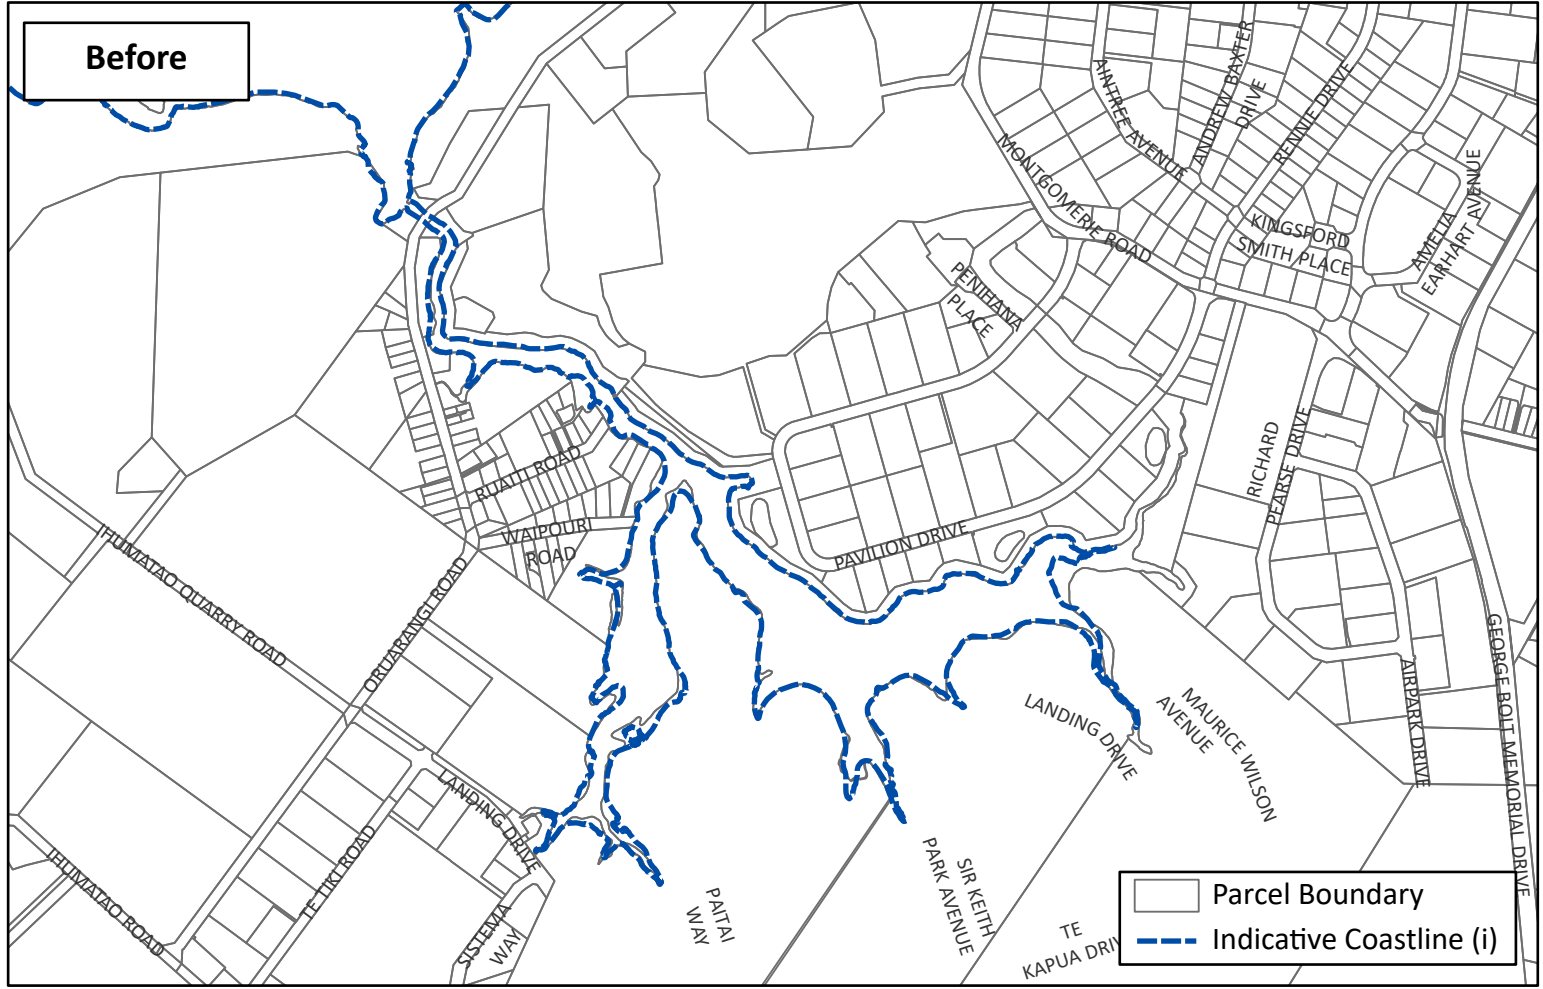 Before
AINTREE AVENUE
ANDREW BAXTER
DRIVE
RENNIE DRIVE
MONTGOMERIE ROAD
KINGSFORD
SMITH PLACE
AMELIA
EARHART AVENUE
PENIHANA
PLACE
RICHARD
PEARSE DRIVE
RUAITI ROAD
WAIPOURI
ROAD
PAVILION DRIVE
IHUMATAO QUARRY ROAD
ORUARANGI ROAD
GEORGE BOLT MEMORIAL DRIVE
AIRPARK DRIVE
MAURICE WILSON
AVENUE
LANDING DRIVE
LANDING DRIVE
TE TIKI ROAD
IHUMATAO ROAD
SISTEMA
WAY
PAITAI
WAY
SIR KEITH
PARK AVENUE
TE
KAPUA DRIV
Parcel Boundary
Indicative Coastline (i)